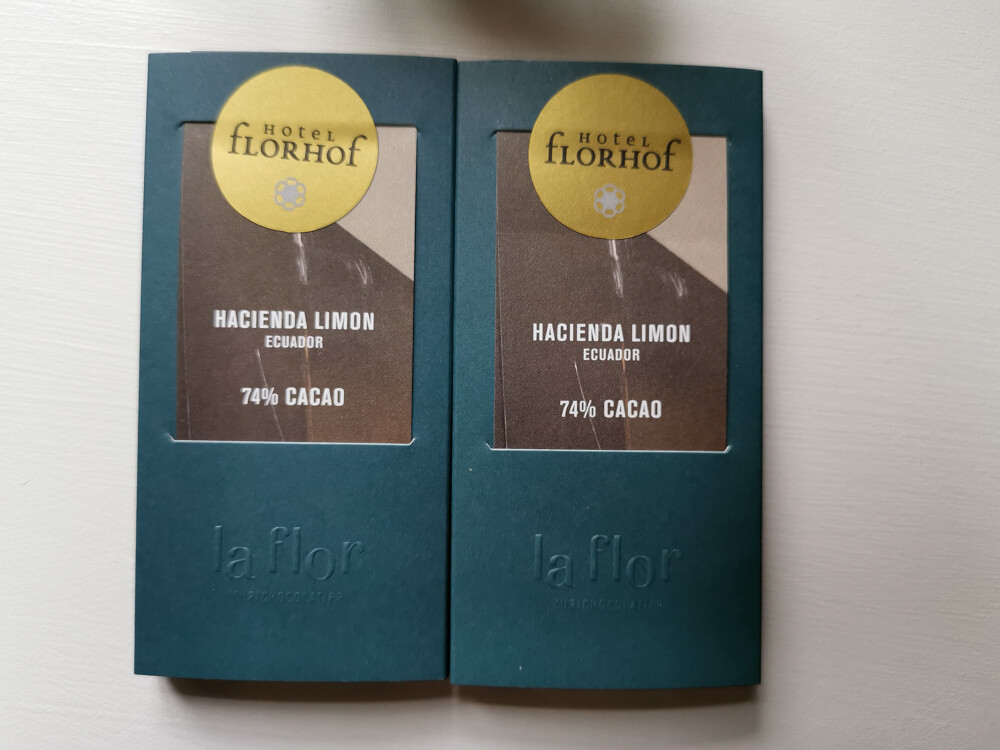 HOTEL
FLORHOF
HACIENDA LIMON
ECUADOR
74% CACAO
la flor
HOTEL
FLORHOF
HACIENDA LIMON
ECUADOR
74% CACAO
la flor